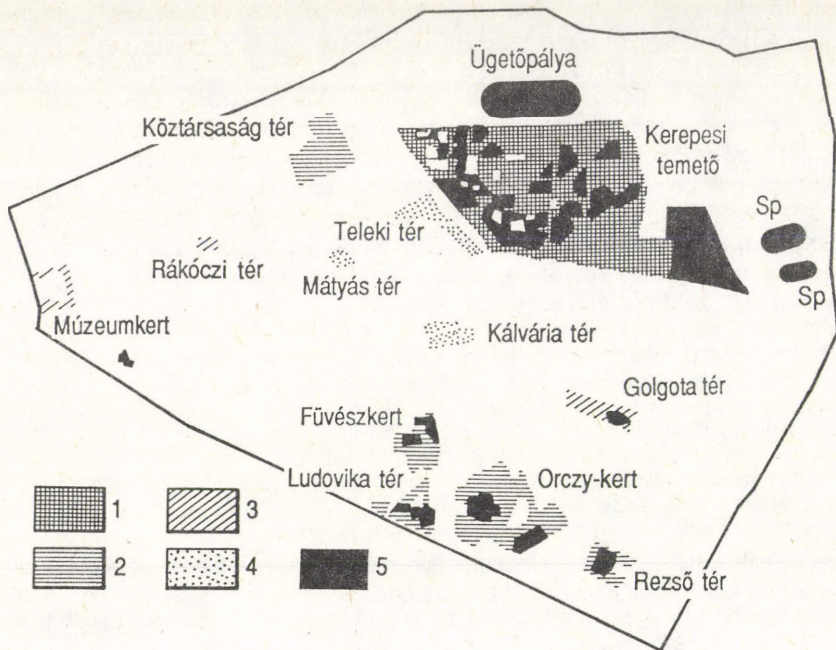 Ügetőpálya
Köztársaság tér
Kerepesi
temető
Sp
Teleki tér
Rákóczi tér
Mátyás tér
Sp
Múzeumkert
Kálvária tér
Golgota tér
Füvészkert
Ludovika tér
Orczy-kert
1
3
2
4
5
Rezső tér